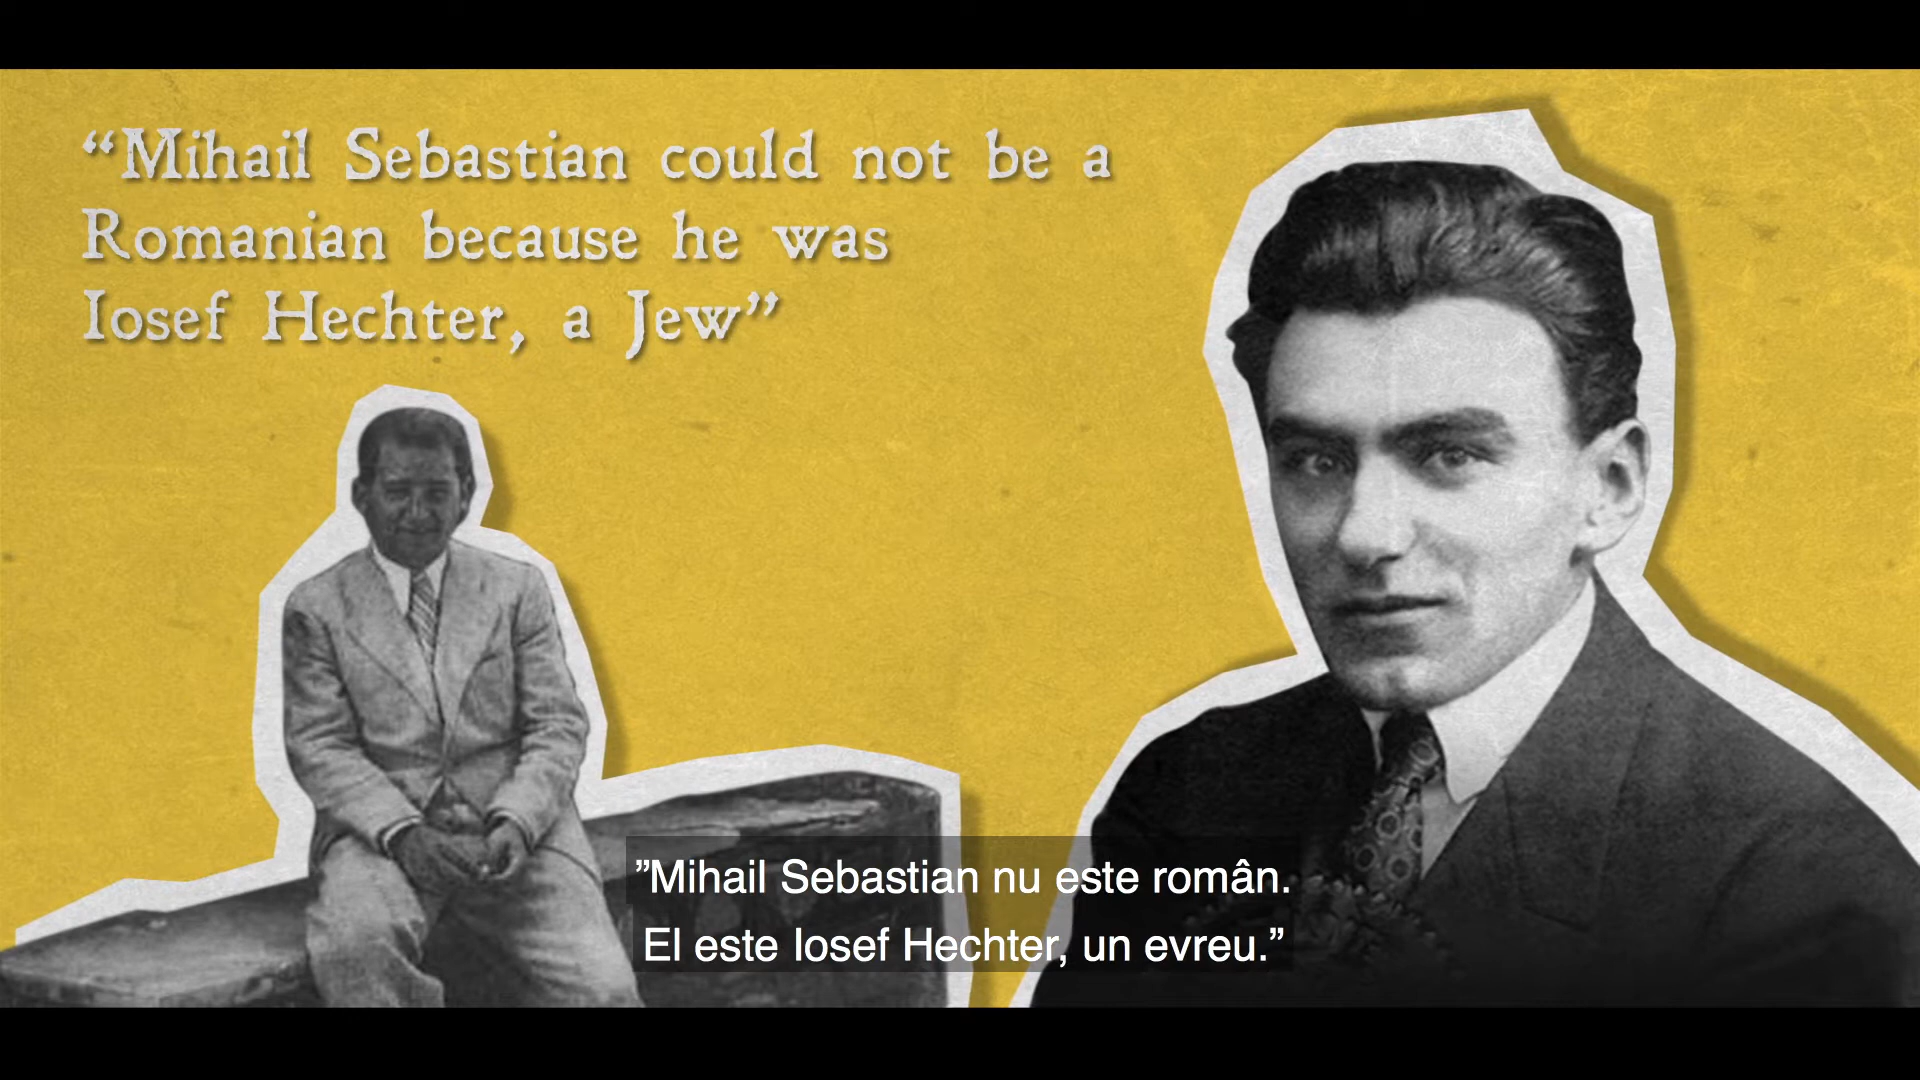 “Mihail Sebastian could not be a
Romanian because he was
Iosef Hechter, a Jew”
”Mihail Sebastian nu este român.
El este Iosef Hechter, un evreu.”